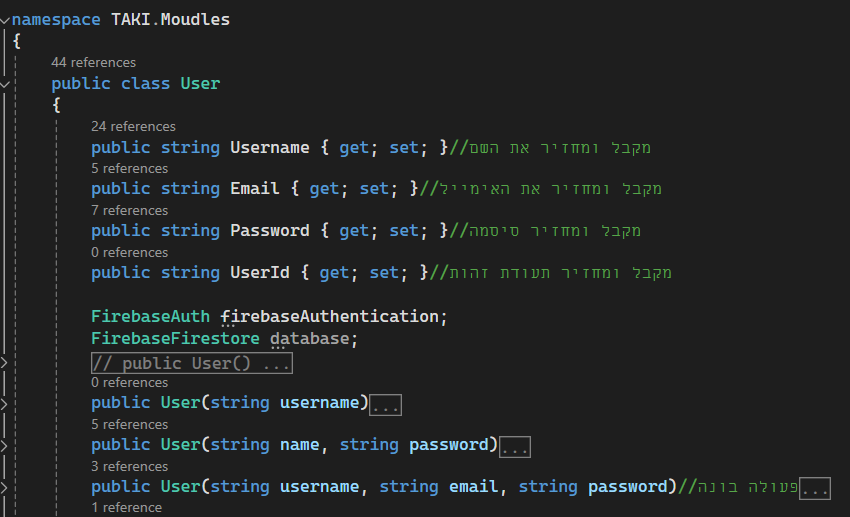 namespace TAKI.Moudles
{
44 references
public class User
{
24 references
public string Username { get; set; }//מקבל ומחזיר את השם
5 references
public string Email { get; set; }//מקבל ומחזיר את האימייל
7 references
public string Password { get; set; }//מקבל ומחזיר סיסמה
0 references
public string UserId { get; set; }//מקבל ומחזיר תעודת זהות
FirebaseAuth firebaseAuthentication;
FirebaseFirestore database;
// public User() ...
0 references
public User(string username)...
5 references
public User(string name, string password)...
3 references
public User(string username, string email, string password)//פעולה בונה...
1 reference